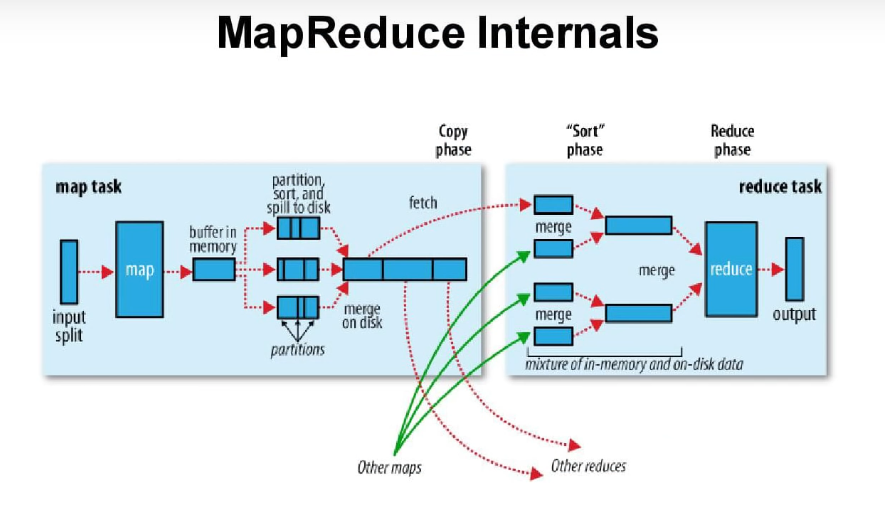 MapReduce Internals
Copy
phase
"Sort"
phase
Reduce
phase
map task
partition,
sort, and
spill to disk
fetch
reduce task
buffer in
memory
map
merge
merge
reduce
input
split
merge
on disk
merge
output
partitions
mixture of in-memory and on-disk data
Other maps
Other reduces